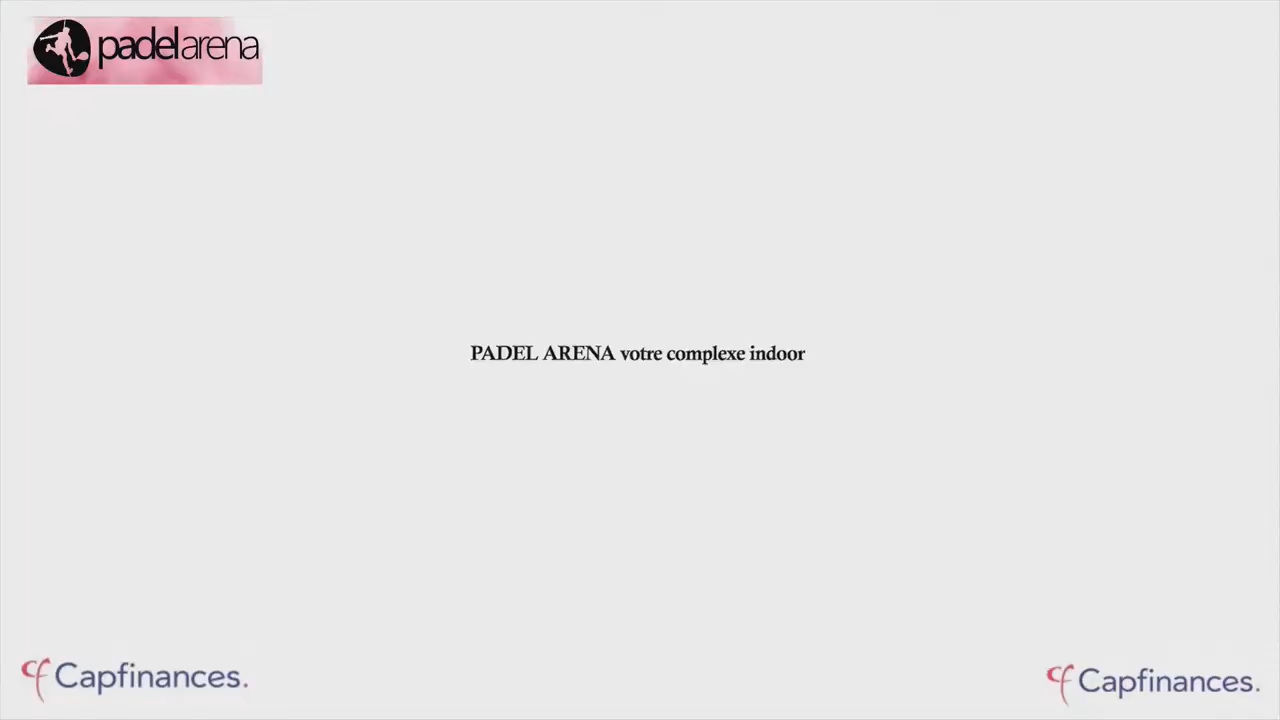 padelarena
PADEL ARENA votre complexe indoor
Capfinances.
Capfinances.